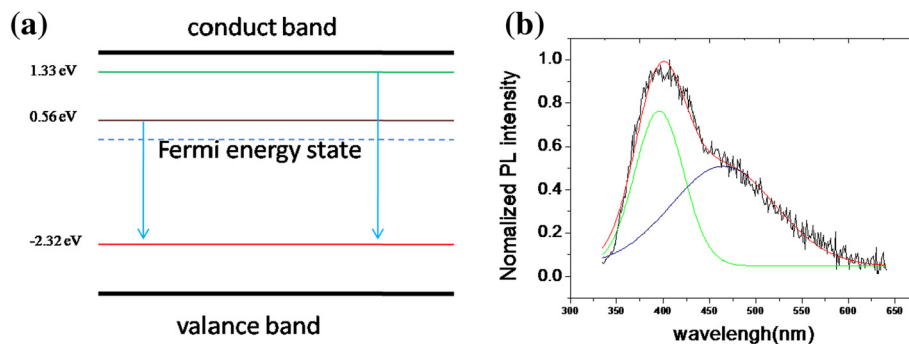 (a)
conduct band
1.33 eV
0.56 eV
Fermi energy state
-2.32 eV
valance band
(b)
Nomalized PL intensity
1.0
0.8
0.6
0.4
0.2
0.0
300 350 400 450 500 550 600 650
wavelengh(nm)